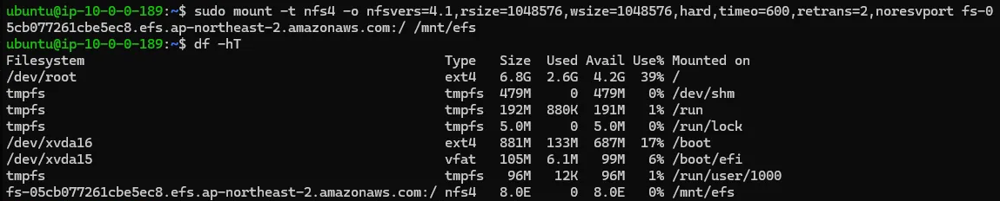 ubuntu@ip-10-0-0-189:~$ sudo mount -t nfs4 -o nfsvers=4.1,rsize=1048576,wsize=1048576,hard,timeo=600,retrans=2,noresvport fs-0
5cb077261cbe5ec8.efs.ap-northeast-2.amazonaws.com:/ /mnt/efs
ubuntu@ip-10-0-0-189:~$ df -hT
Filesystem                                          Type   Size  Used Avail Use% Mounted on
/dev/root                                           ext4   6.8G  2.6G  4.2G  39% /
tmpfs                                               tmpfs  479M     0  479M   0% /dev/shm
tmpfs                                               tmpfs  192M  880K  191M   1% /run
tmpfs                                               tmpfs  5.0M     0  5.0M   0% /run/lock
/dev/xvda16                                         ext4   881M  133M  687M  17% /boot
/dev/xvda15                                         vfat   105M  6.1M   99M   6% /boot/efi
tmpfs                                               tmpfs   96M   12K   96M   1% /run/user/1000
fs-05cb077261cbe5ec8.efs.ap-northeast-2.amazonaws.com:/ nfs4   8.0E     0  8.0E   0% /mnt/efs